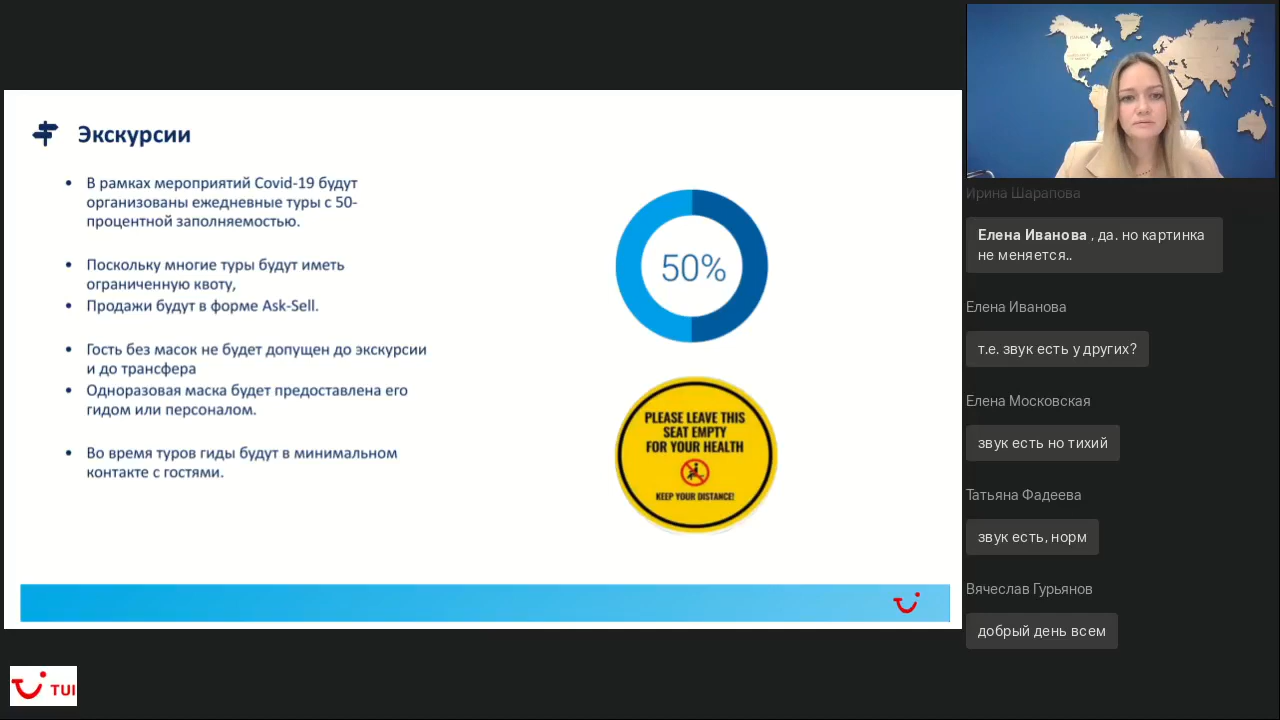 Экскурсии
В рамках мероприятий Covid-19 будут
организованы ежедневные туры с 50-
процентной заполняемостью.
Поскольку многие туры будут иметь
ограниченную квоту,
Продажи будут в форме Ask-Sell.
Гость без масок не будет допущен до экскурсии
и до трансфера
Одноразовая маска будет предоставлена его
гидом или персоналом.
Во время туров гиды будут в минимальном
контакте с гостями.
50%
PLEASE LEAVE THIS
SEAT EMPTY
FOR YOUR HEALTH
KEEP YOUR DISTANCE!
TUI
Ирина Шарапова
Елена Иванова , да. но картинка
не меняется..
Елена Иванова
т.е. звук есть у других?
Елена Московская
звук есть но тихий
Татьяна Фадеева
звук есть, норм
Вячеслав Гурьянов
добрый день всем